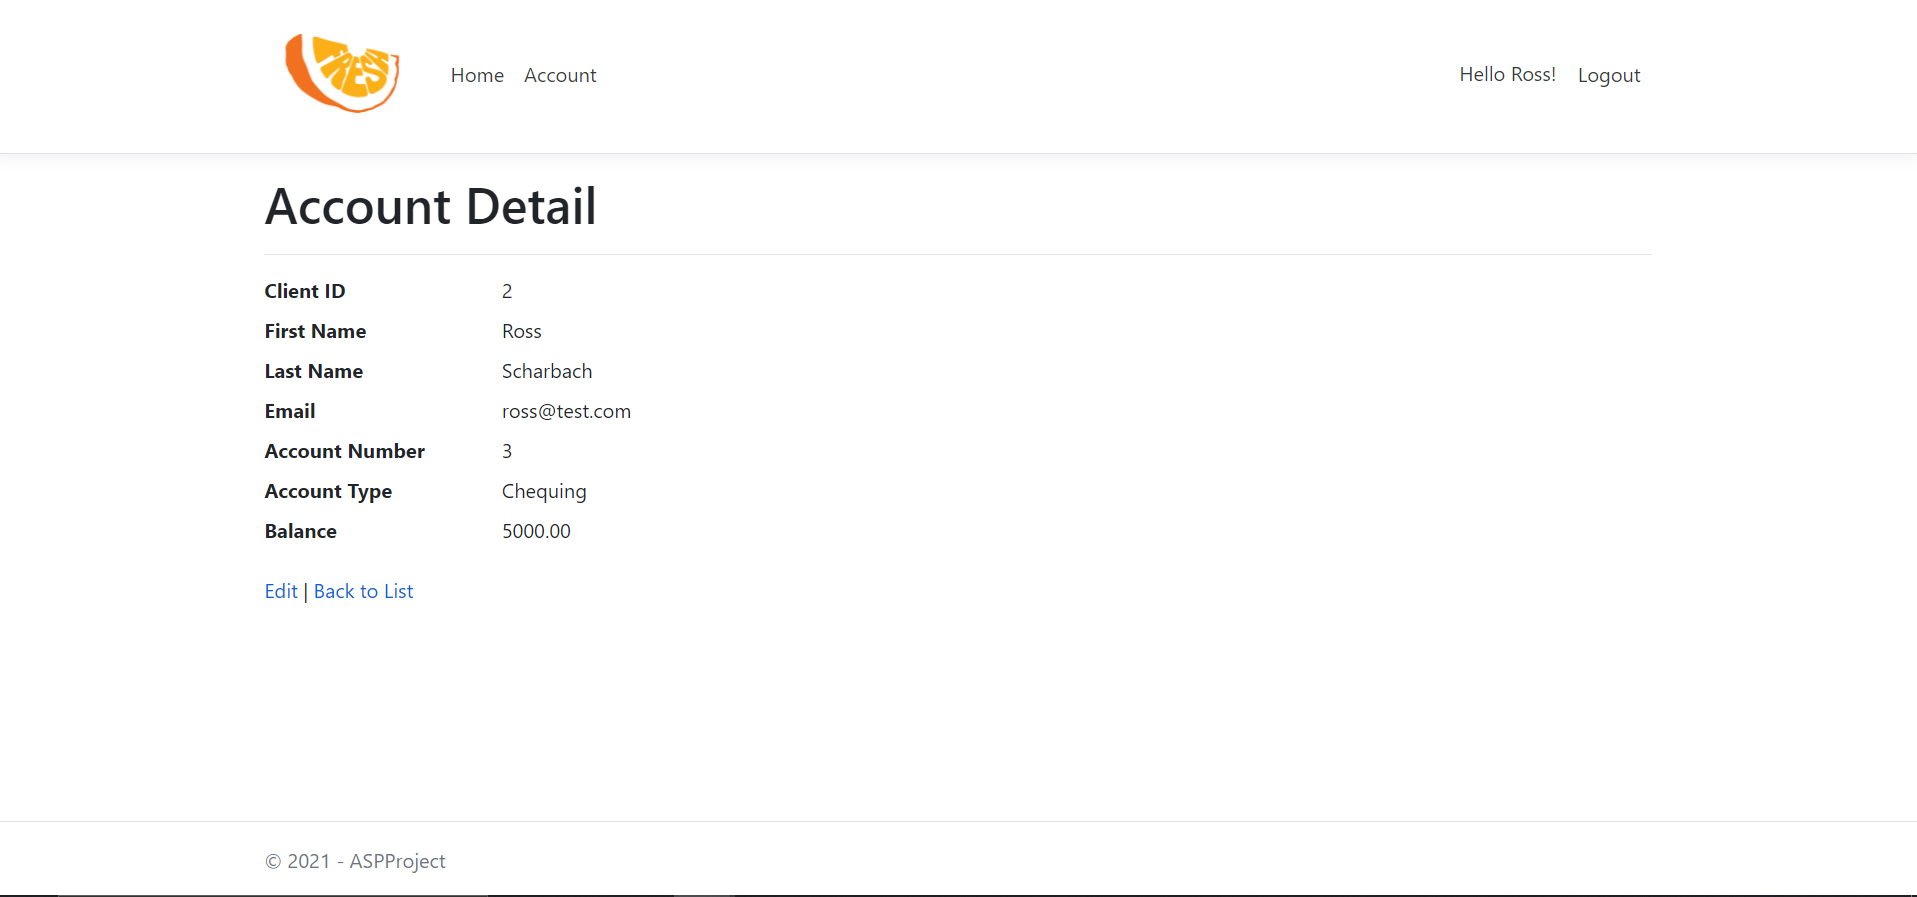 FRESH
Home Account
Hello Ross! Logout
Account Detail
Client ID 2
First Name Ross
Last Name Scharbach
Email ross@test.com
Account Number 3
Account Type Chequing
Balance 5000.00
Edit | Back to List
© 2021 - ASPProject